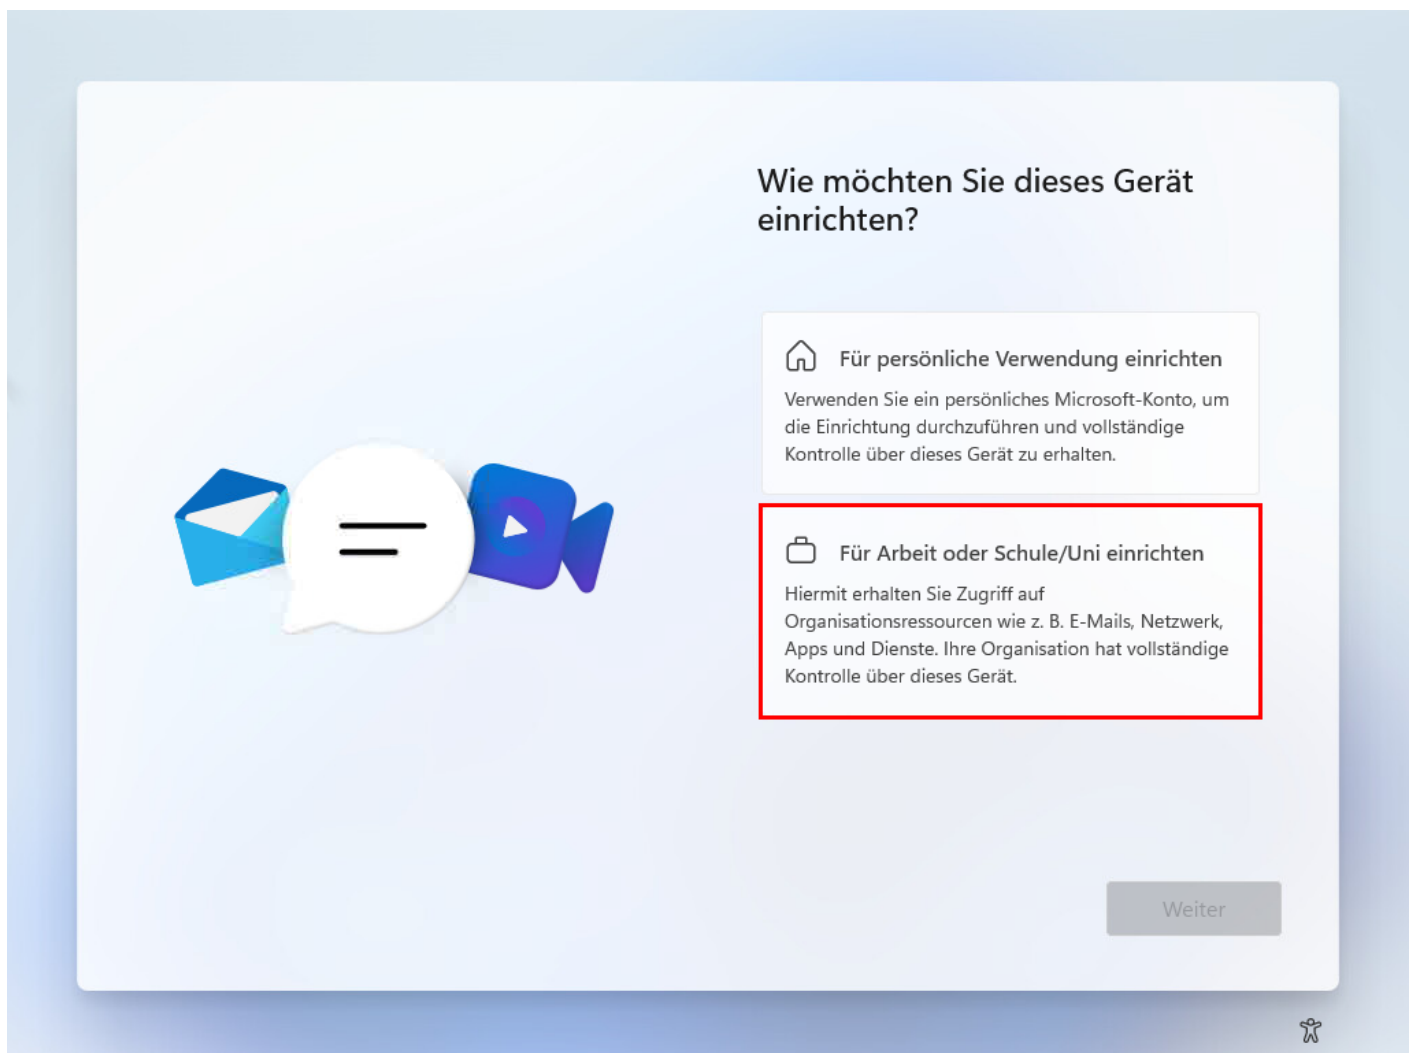 Wie möchten Sie dieses Gerät
einrichten?
Für persönliche Verwendung einrichten
Verwenden Sie ein persönliches Microsoft-Konto, um
die Einrichtung durchzuführen und vollständige
Kontrolle über dieses Gerät zu erhalten.
Für Arbeit oder Schule/Uni einrichten
Hiermit erhalten Sie Zugriff auf
Organisationsressourcen wie z. B. E-Mails, Netzwerk,
Apps und Dienste. Ihre Organisation hat vollständige
Kontrolle über dieses Gerät.
Weiter